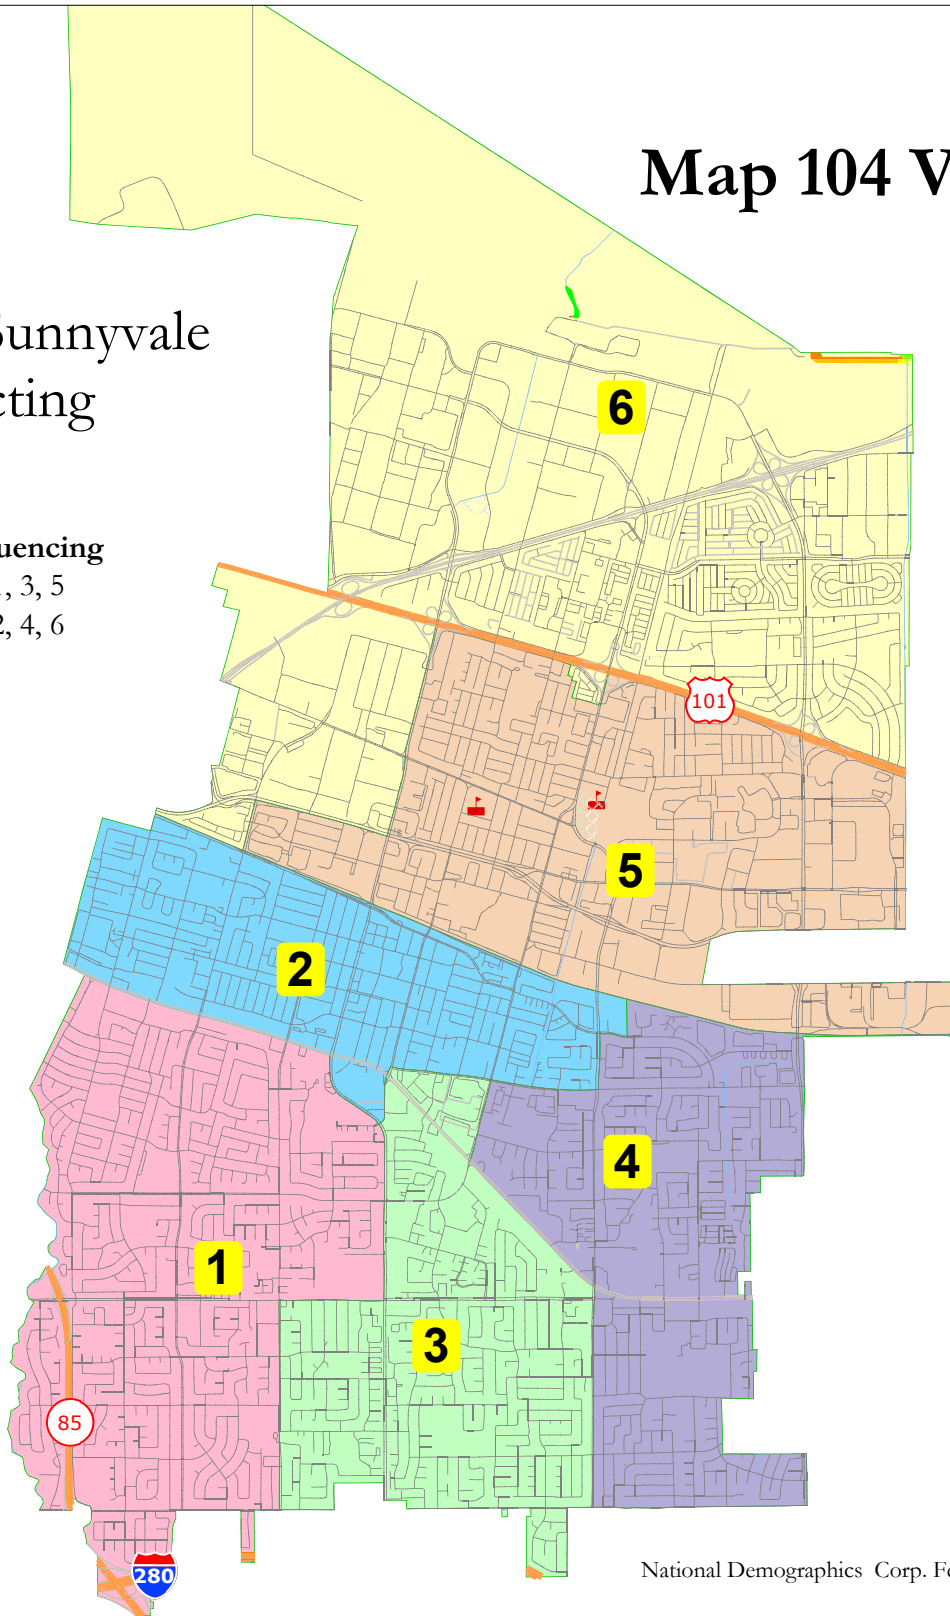 Map 104 V
Sunnyvale
cting
uencing
, 3, 5
2, 4, 6
6
101
5
2
4
1
3
85
280
National Demographics Corp. Fe